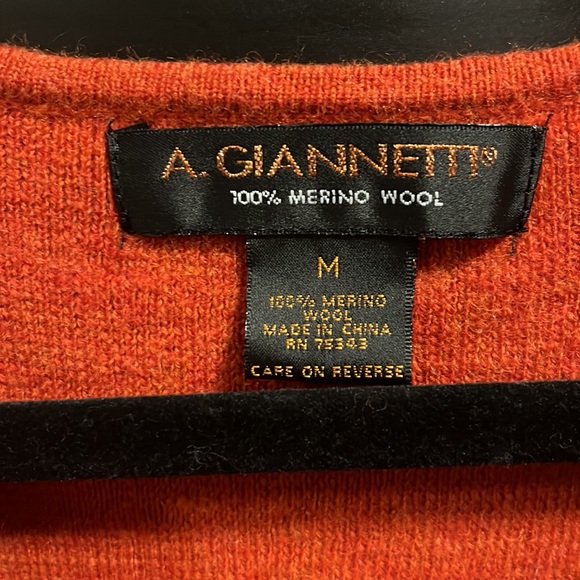 A. GIANNETTI®
100% MERINO WOOL
M
100% MERINO
WOOL
MADE IN CHINA
RN 75343
CARE ON REVERSE